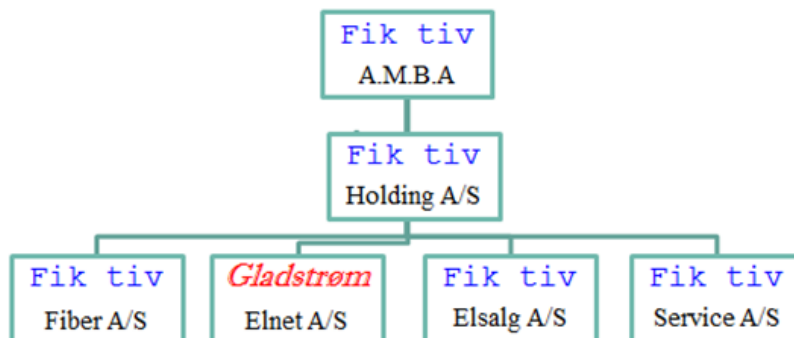 Fik tiv
A.M.B.A
Fik tiv
Holding A/S
Fik tiv
Fiber A/S
Gladstrøm
Elnet A/S
Fik tiv
Elsalg A/S
Fik tiv
Service A/S